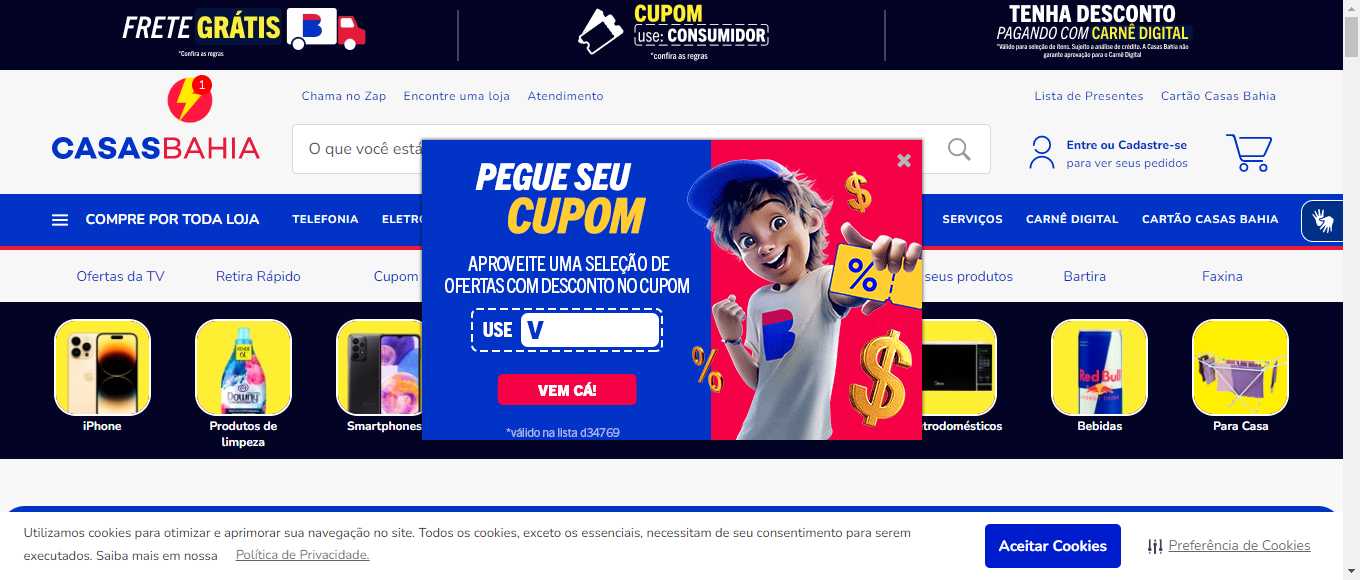 FRETE GRÁTIS
*Confira as regras
CUPOM
use: CONSUMIDOR
*confira as regras
TENHA DESCONTO
PAGANDO COM CARNÊ DIGITAL
*Válido para seleção de itens. Sujeito a análise de crédito. A Casas Bahia não
garante aprovação para o Carnê Digital
1
CASASBAHIA
Chama no Zap
Encontre uma loja
Atendimento
Lista de Presentes
Cartão Casas Bahia
O que você está
Entre ou Cadastre-se
para ver seus pedidos
COMPRE POR TODA LOJA
TELEFONIA
ELETRO
SERVIÇOS
CARNÊ DIGITAL
CARTÃO CASAS BAHIA
Ofertas da TV
Retira Rápido
Cupom
seus produtos
Bartira
Faxina
PEGUE SEU
CUPOM
APROVEITE UMA SELEÇÃO DE
OFERTAS COM DESCONTO NO CUPOM
USE V
VEM CÁ!
*válido na lista d34769
Downy
Red Bull
iPhone
Produtos de
limpeza
Smartphones
trodomésticos
Bebidas
Para Casa
Utilizamos cookies para otimizar e aprimorar sua navegação no site. Todos os cookies, exceto os essenciais, necessitam de seu consentimento para serem
executados. Saiba mais em nossa Política de Privacidade.
Aceitar Cookies
Preferência de Cookies